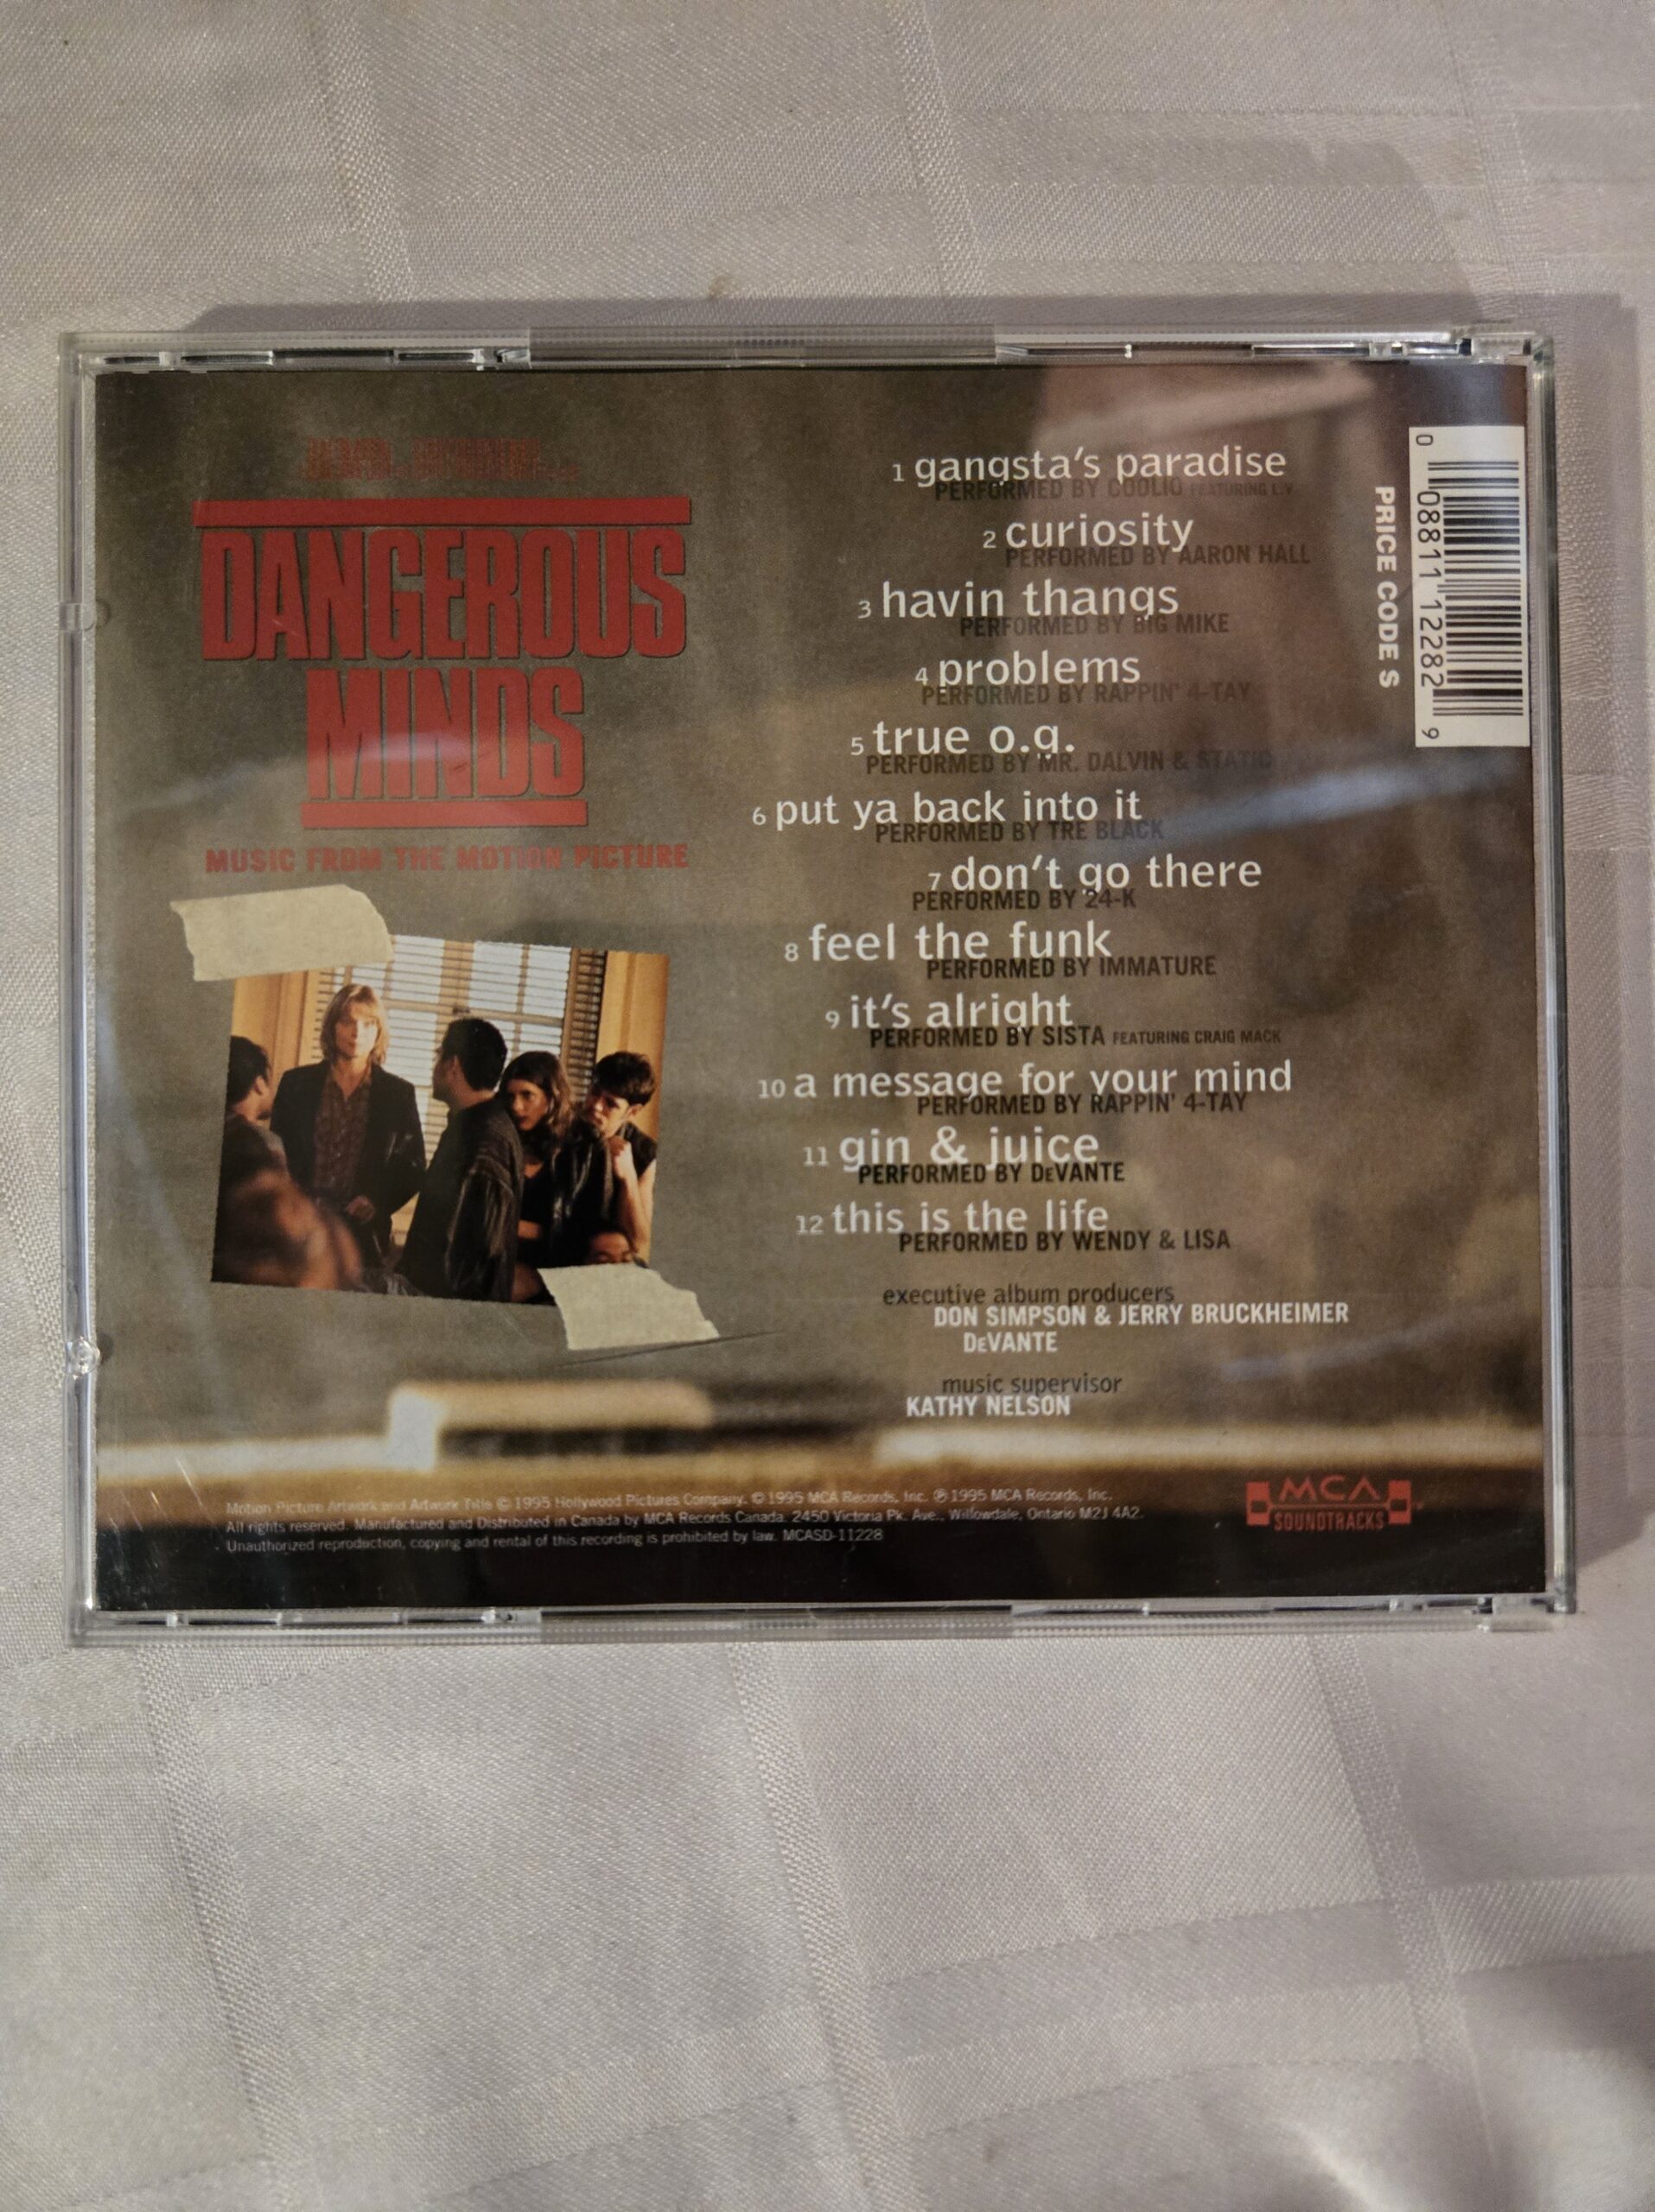 DANGEROUS
MINDS
MUSIC FROM THE MOTION PICTURE
1 gangsta's paradise
PERFORMED BY COOLIO FEATURING L.V.
2 curiosity
PERFORMED BY AARON HALL
3 havin thangs
PERFORMED BY BIG MIKE
4 problems
PERFORMED BY RAPPIN' 4-TAY
5 true o.g.
PERFORMED BY MR. DALVIN & STATIC
6 put ya back into it
PERFORMED BY TRE BLACK
7 don't go there
PERFORMED BY 24-K
8 feel the funk
PERFORMED BY IMMATURE
9 it's alright
PERFORMED BY SISTA FEATURING CRAIG MACK
10 a message for your mind
PERFORMED BY RAPPIN' 4-TAY
11 gin & juice
PERFORMED BY DeVANTE
12 this is the life
PERFORMED BY WENDY & LISA
executive album producers
DON SIMPSON & JERRY BRUCKHEIMER
DeVANTE
music supervisor
KATHY NELSON
PRICE CODE S
0 08811 12282 9
Motion Picture Artwork and Artwork Title © 1995 Hollywood Pictures Company. © 1995 MCA Records, Inc. ℗ 1995 MCA Records, Inc.
All rights reserved. Manufactured and Distributed in Canada by MCA Records Canada. 2450 Victoria Pk. Ave., Willowdale, Ontario M2J 4A2.
Unauthorized reproduction, copying and rental of this recording is prohibited by law. MCASD-11228
MCA
SOUNDTRACKS